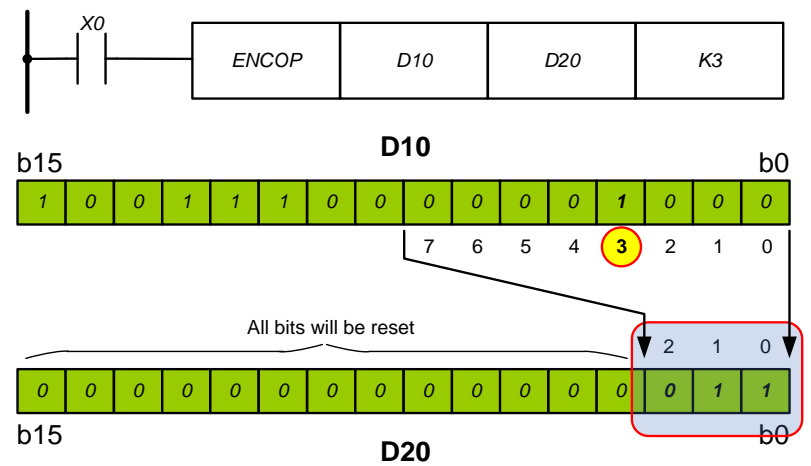 X0
ENCOP D10 D20 K3
D10
b15 b0
1 0 0 1 1 1 0 0 0 0 0 0 1 0 0 0
7 6 5 4 3 2 1 0
All bits will be reset
2 1 0
0 0 0 0 0 0 0 0 0 0 0 0 0 0 1 1
b15 b0
D20